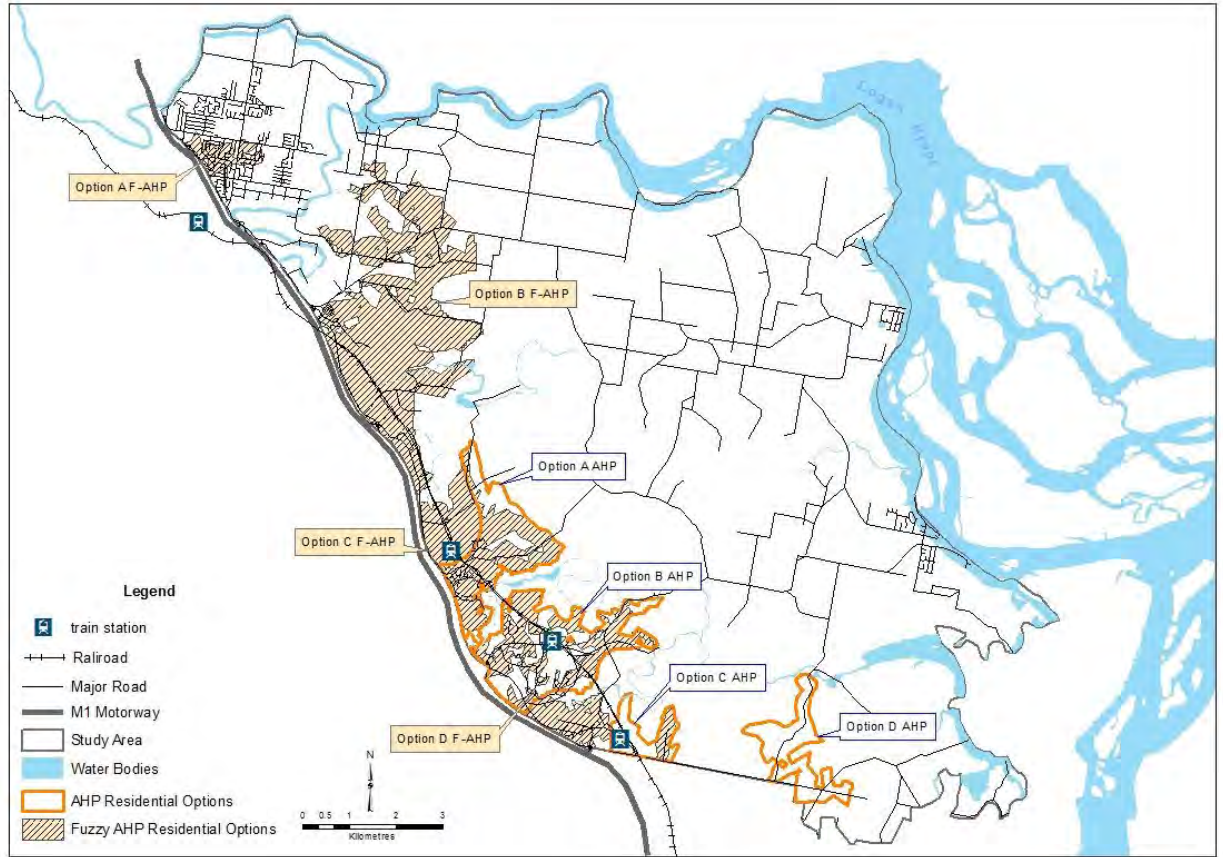 Logan River
Option A F-AHP
Option B F-AHP
Option A AHP
Option C F-AHP
Option B AHP
Option C AHP
Option D AHP
Option D F-AHP
Legend
train station
Raliroad
Major Road
M1 Motorway
Study Area
Water Bodies
AHP Residential Options
Fuzzy AHP Residential Options
N
0 0.5 1 2 3
Kilometres